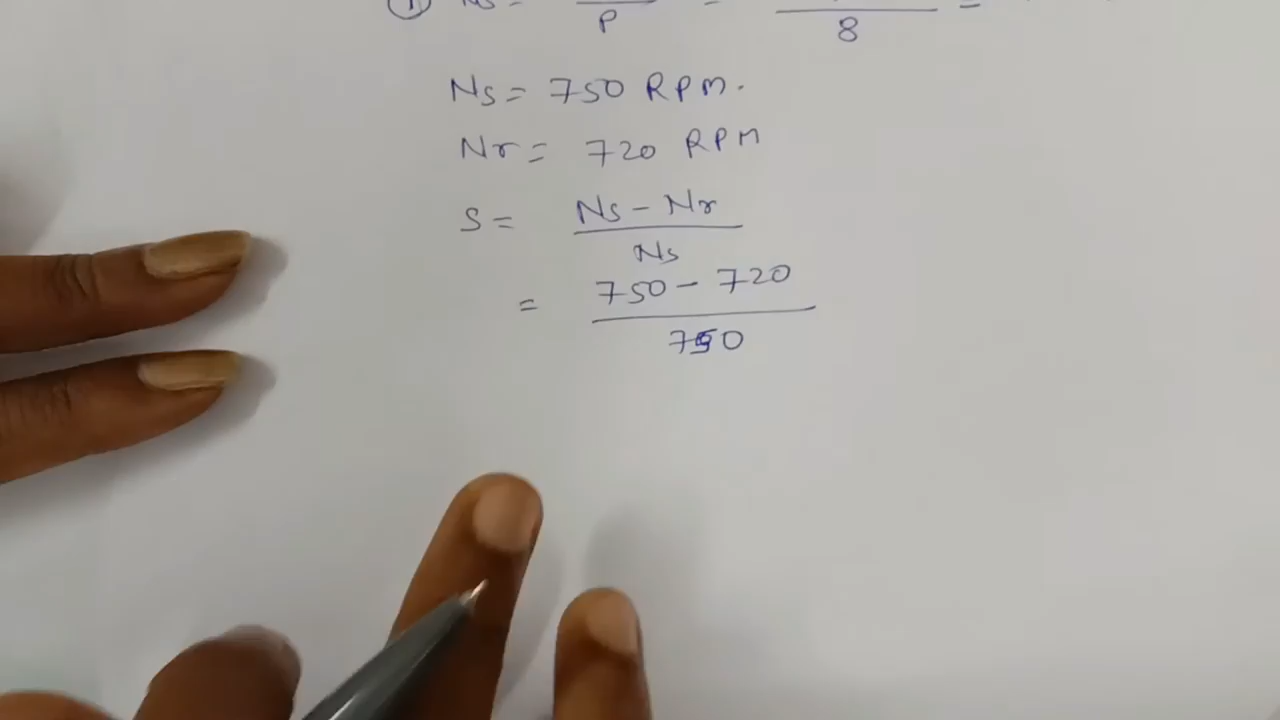 P = 8 =
Ns = 750 RPM.
Nr = 720 RPM
S = Ns - Nr
Ns
= 750 - 720
750